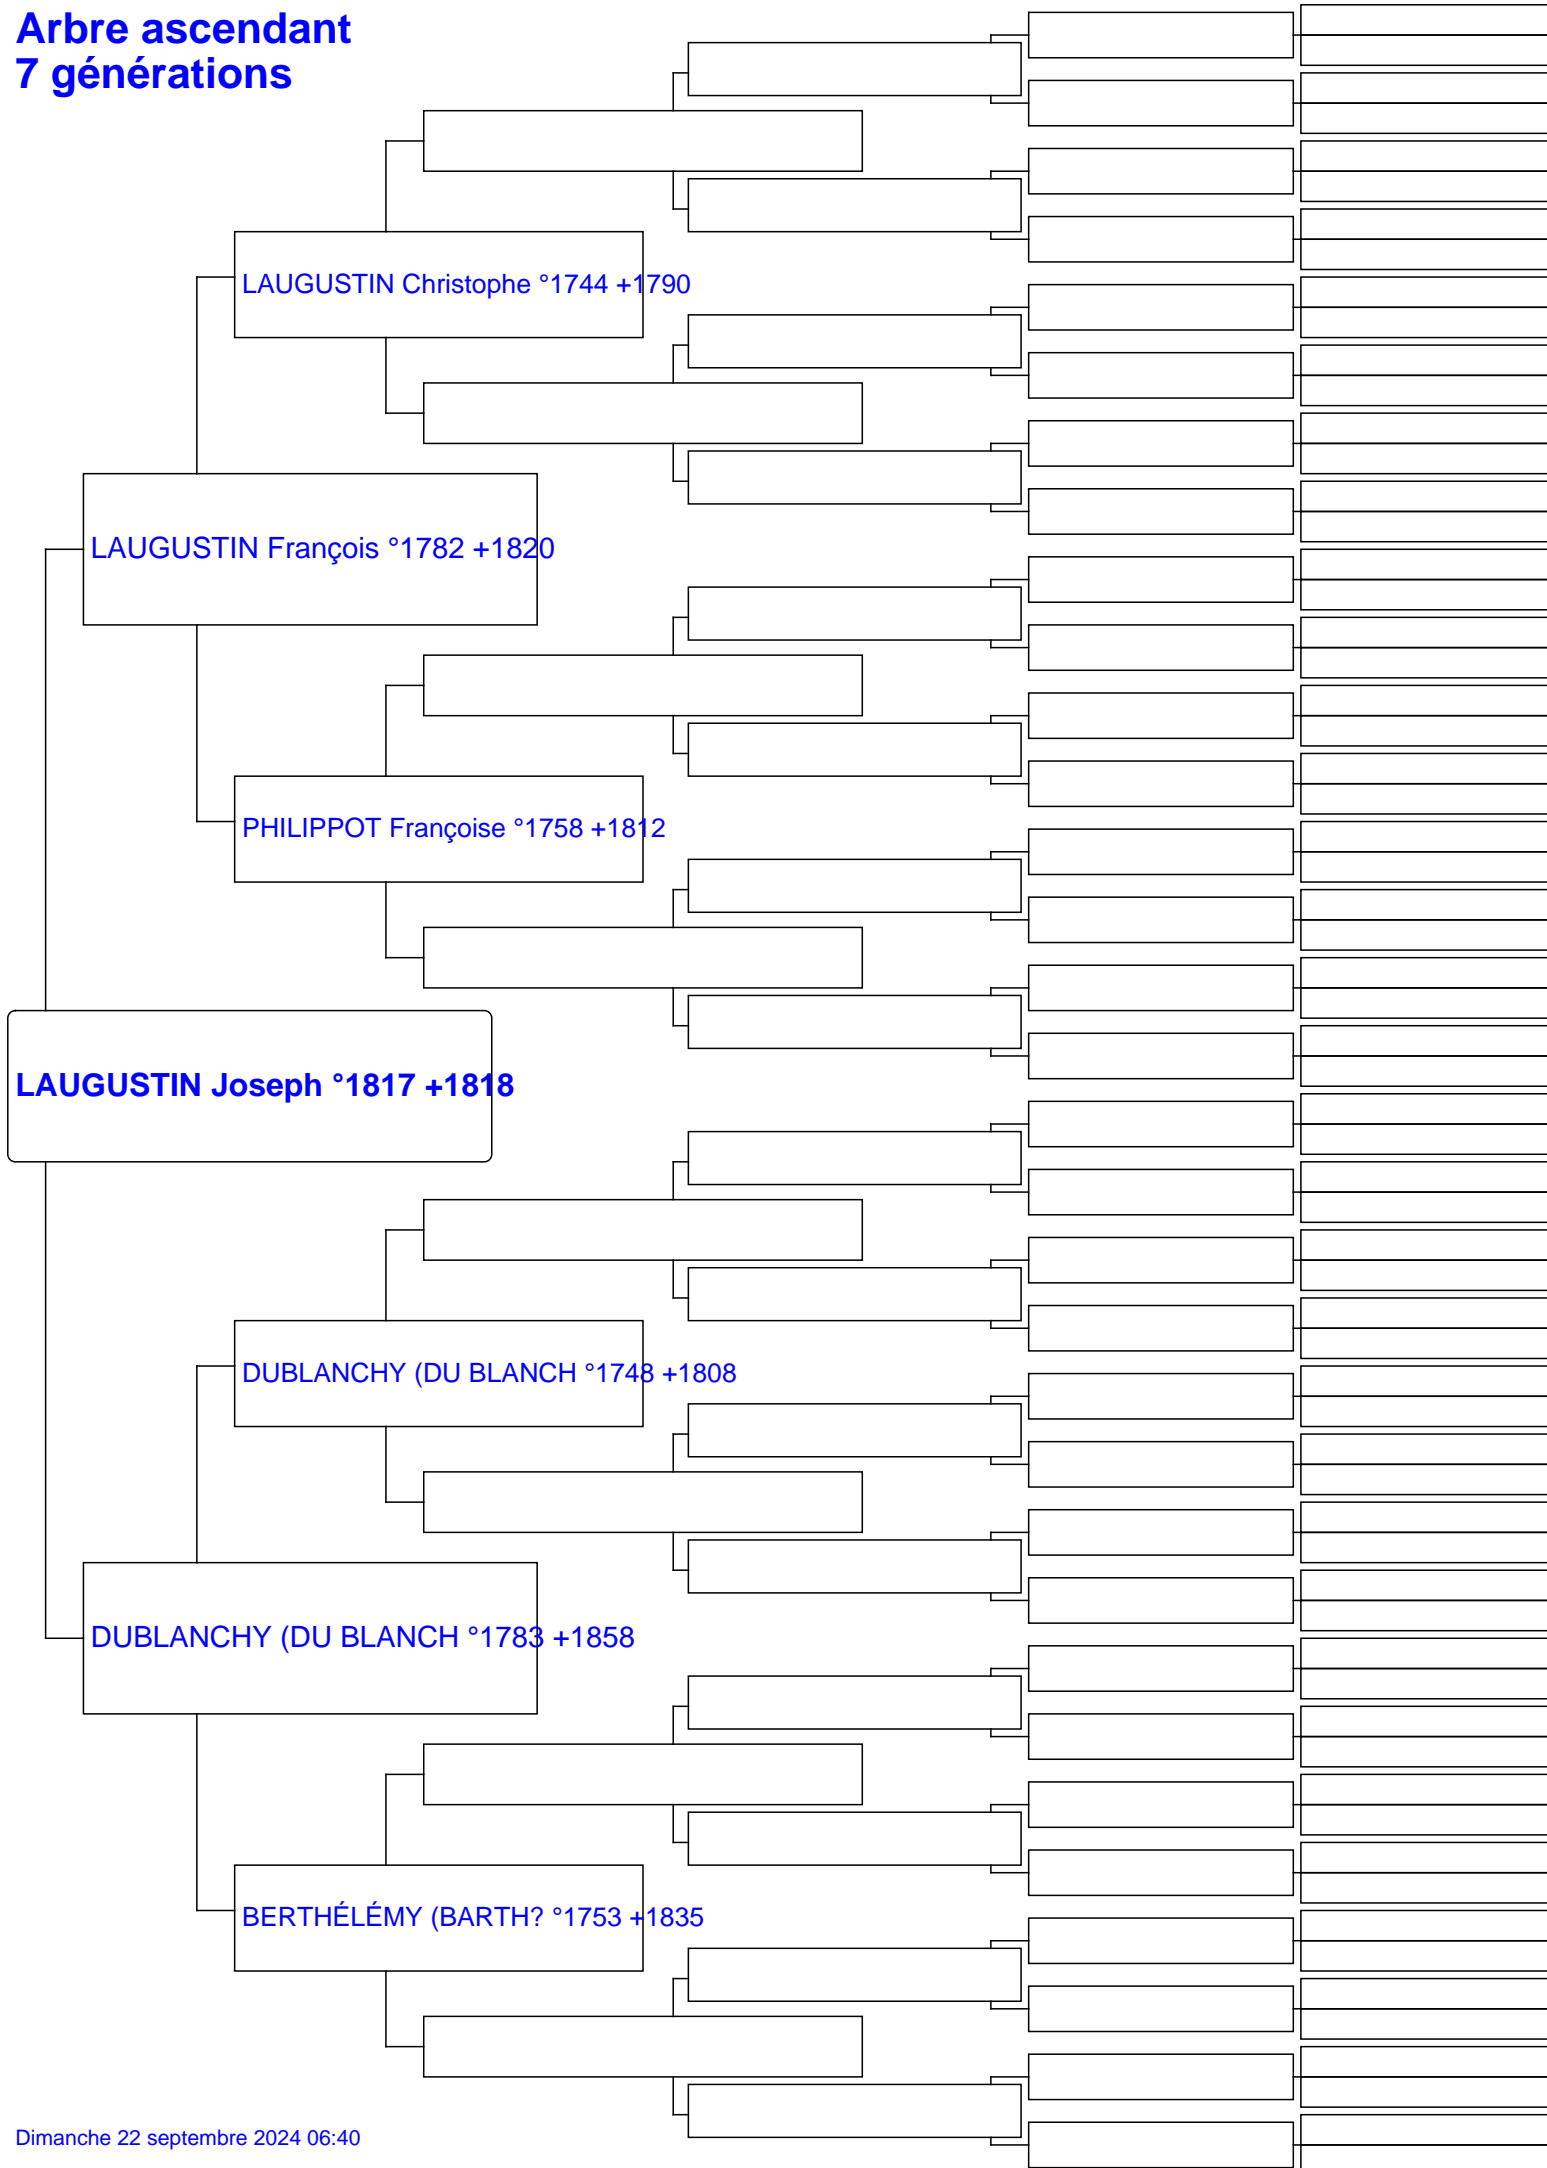 Arbre ascendant
7 générations
LAUGUSTIN Christophe °1744 +1790
LAUGUSTIN François °1782 +1820
PHILIPPOT Françoise °1758 +1812
LAUGUSTIN Joseph °1817 +1818
DUBLANCHY (DU BLANCH °1748 +1808
DUBLANCHY (DU BLANCH °1783 +1858
BERTHÉLÉMY (BARTH? °1753 +1835
Dimanche 22 septembre 2024 06:40